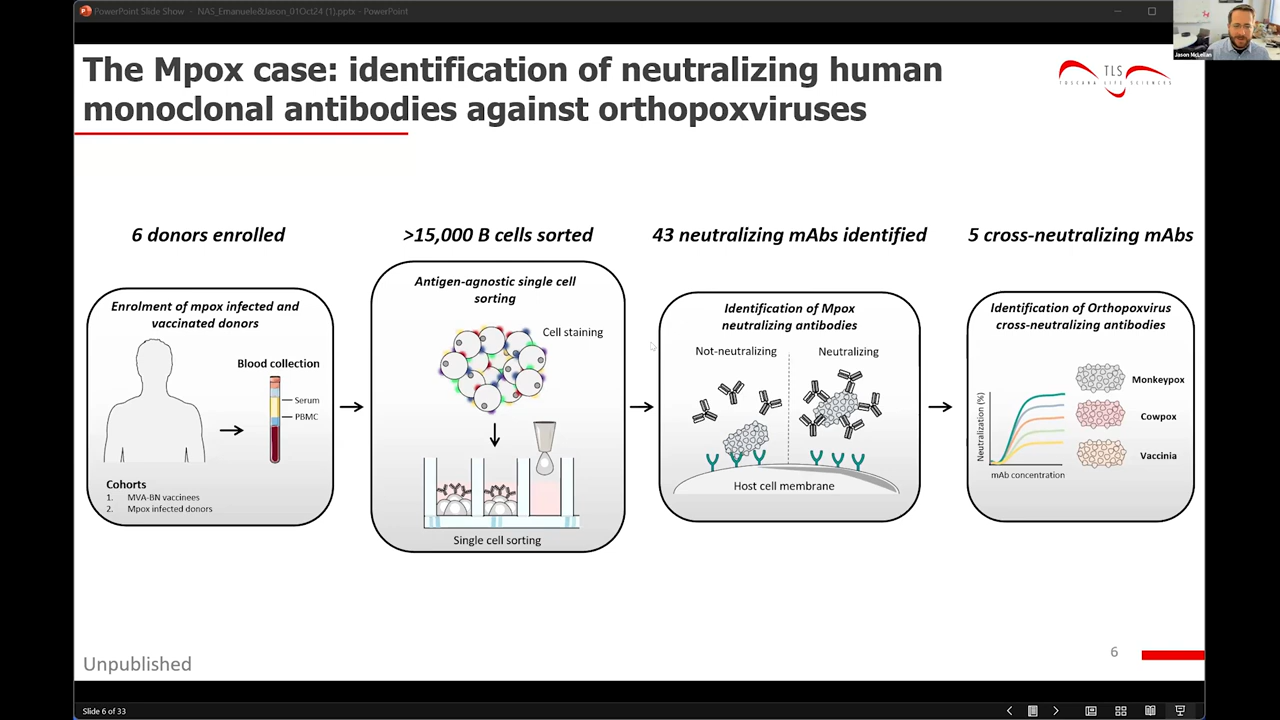 PowerPoint Slide Show - NAS_Emanuele&Jason_01Oct24 (1).pptx - PowerPoint
Jason McLellan
The Mpox case: identification of neutralizing human
monoclonal antibodies against orthopoxviruses
TLS
TOSCANA LIFE SCIENCES
6 donors enrolled
>15,000 B cells sorted
43 neutralizing mAbs identified
5 cross-neutralizing mAbs
Enrolment of mpox infected and
vaccinated donors
Blood collection
Serum
PBMC
Cohorts
1. MVA-BN vaccinees
2. Mpox infected donors
Antigen-agnostic single cell
sorting
Cell staining
Single cell sorting
Identification of Mpox
neutralizing antibodies
Not-neutralizing
Neutralizing
Host cell membrane
Identification of Orthopoxvirus
cross-neutralizing antibodies
Neutralization (%)
mAb concentration
Monkeypox
Cowpox
Vaccinia
Unpublished
6
Slide 6 of 33